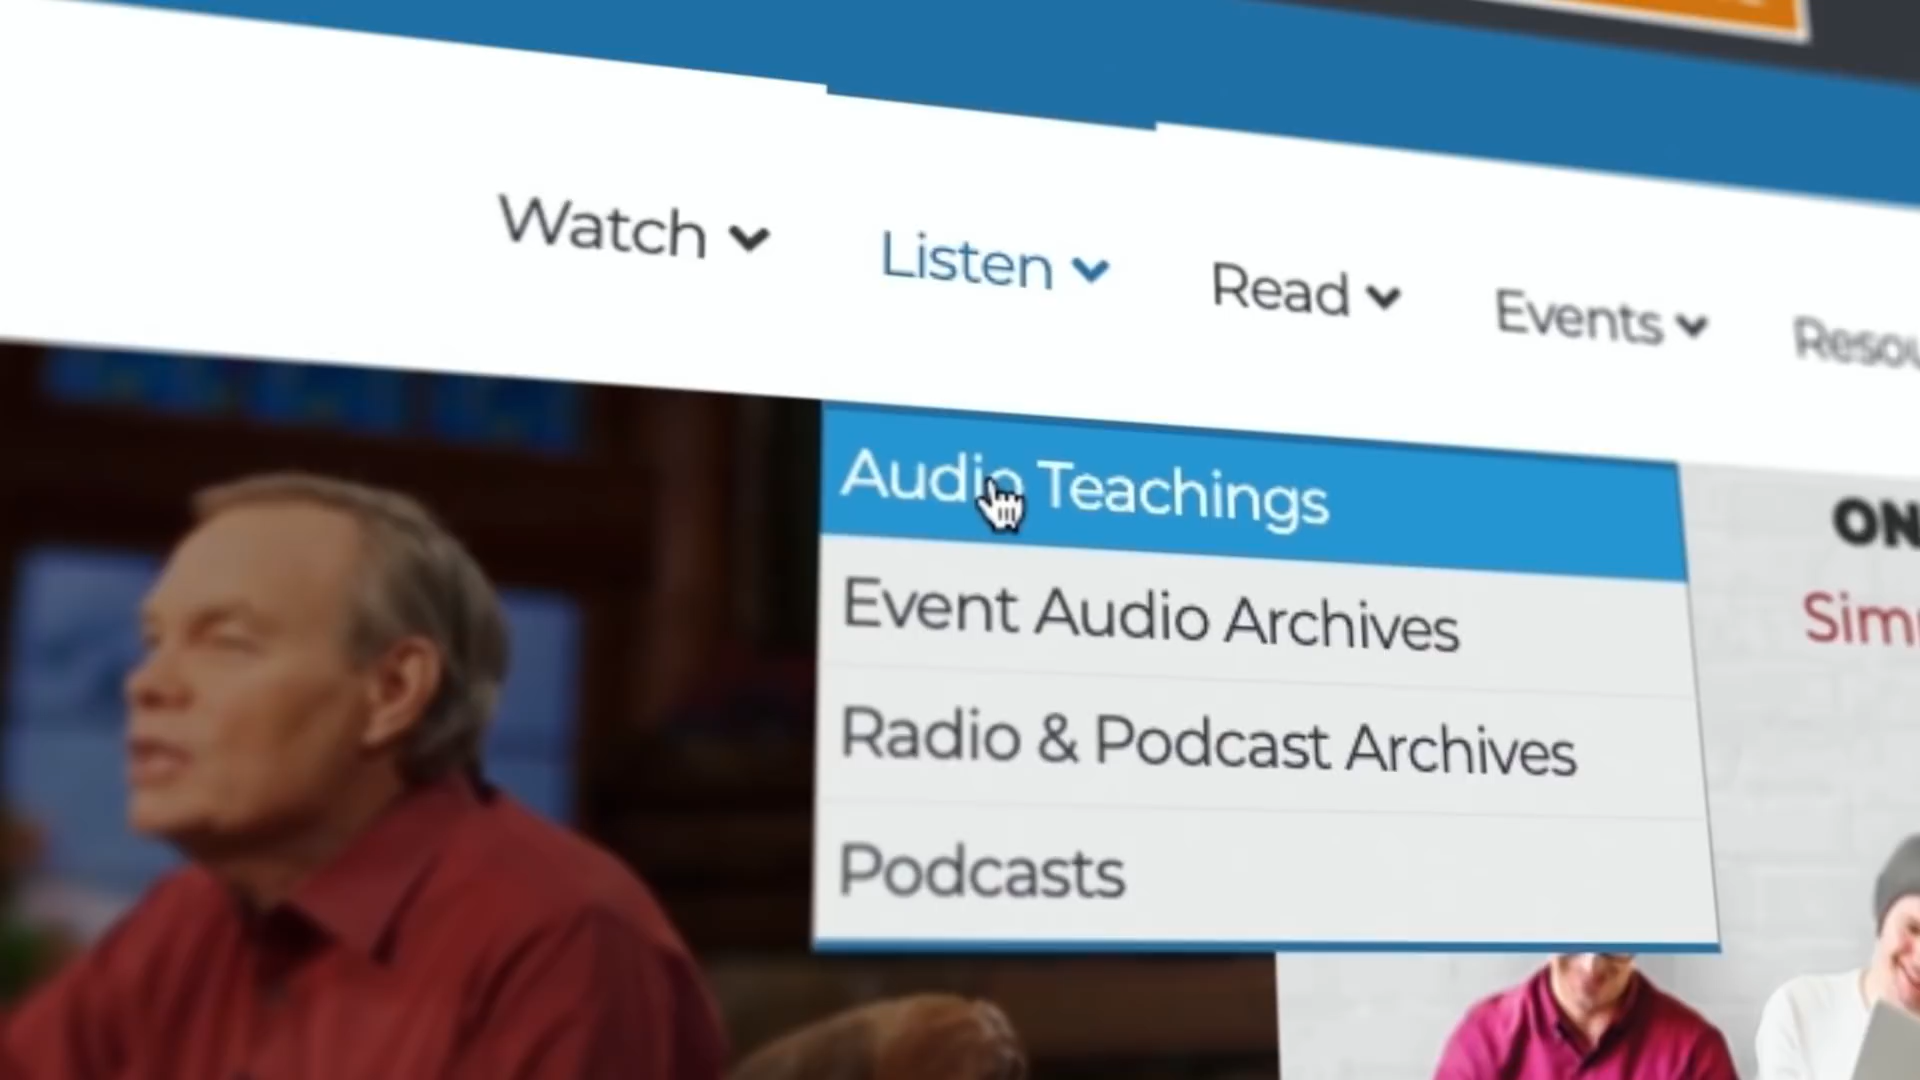 Watch
Listen
Read
Events
Audio Teachings
Event Audio Archives
Radio & Podcast Archives
Podcasts